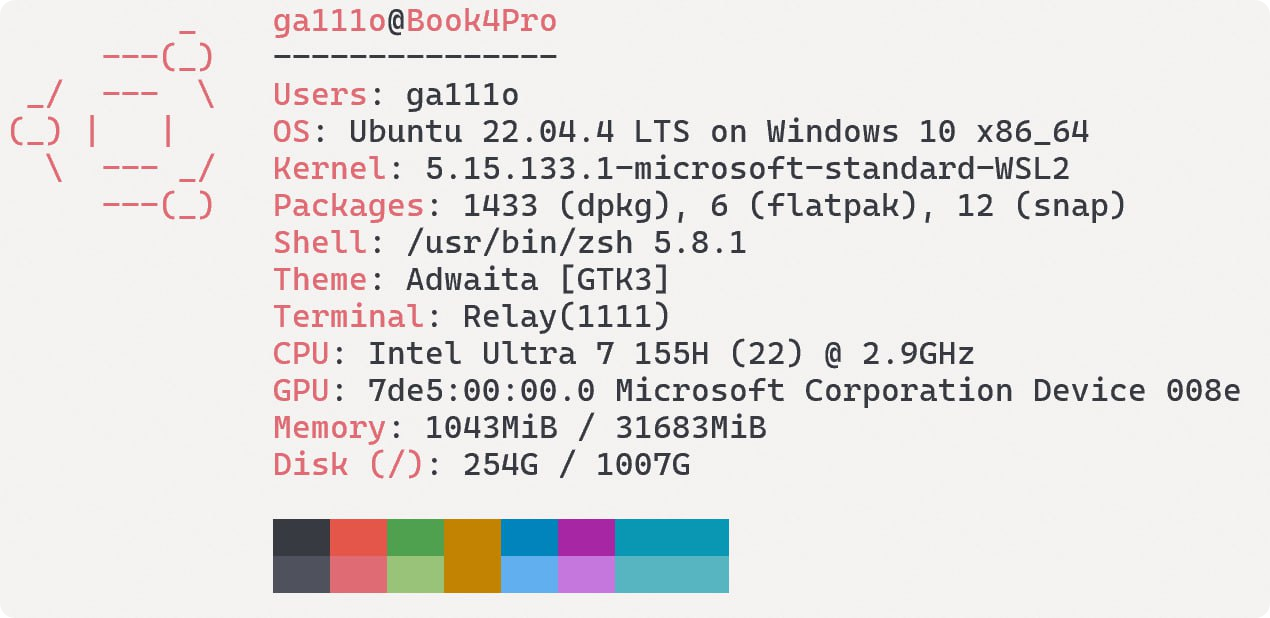 ga111o@Book4Pro
---------------
Users: ga111o
OS: Ubuntu 22.04.4 LTS on Windows 10 x86_64
Kernel: 5.15.133.1-microsoft-standard-WSL2
Packages: 1433 (dpkg), 6 (flatpak), 12 (snap)
Shell: /usr/bin/zsh 5.8.1
Theme: Adwaita [GTK3]
Terminal: Relay(1111)
CPU: Intel Ultra 7 155H (22) @ 2.9GHz
GPU: 7de5:00:00.0 Microsoft Corporation Device 008e
Memory: 1043MiB / 31683MiB
Disk (/): 254G / 1007G